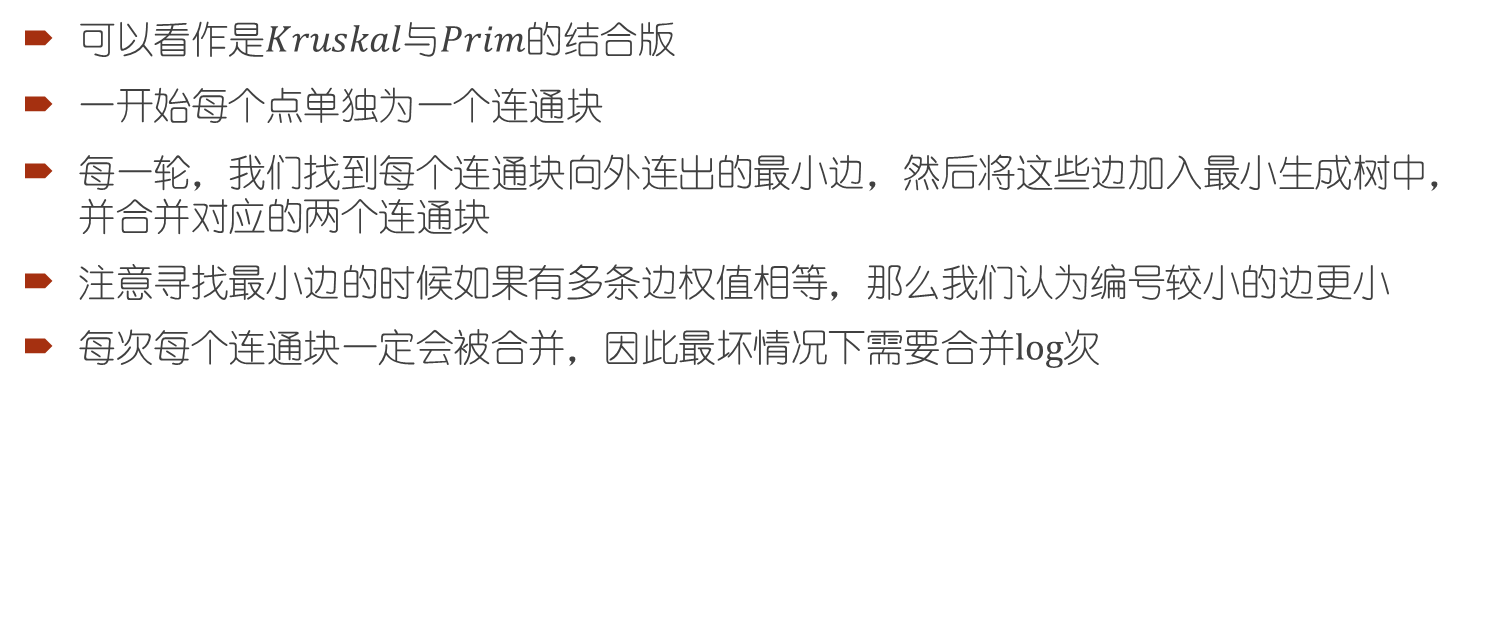 可以看作是Kruskal与Prim的结合版
一开始每个点单独为一个连通块
每一轮，我们找到每个连通块向外连出的最小边，然后将这些边加入最小生成树中，
并合并对应的两个连通块
注意寻找最小边的时候如果有多条边权值相等，那么我们认为编号较小的边更小
每次每个连通块一定会被合并，因此最坏情况下需要合并log次